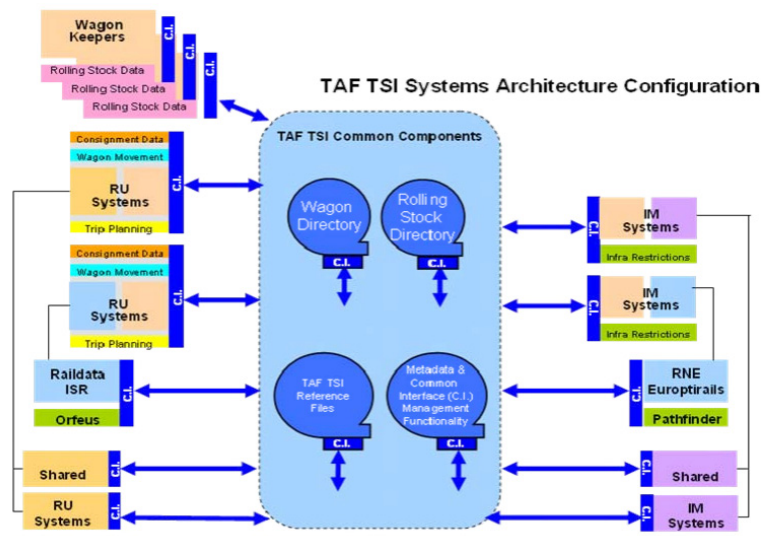 TAF TSI Systems Architecture Configuration
Wagon
Keepers
C.I.
C.I.
C.I.
Rolling Stock Data
Rolling Stock Data
Rolling Stock Data
Consignment Data
Wagon Movement
RU
Systems
Trip Planning
C.I.
Consignment Data
Wagon Movement
RU
Systems
Trip Planning
C.I.
Raildata
ISR
Orfeus
C.I.
Shared
C.I.
RU
Systems
C.I.
TAF TSI Common Components
Wagon
Directory
C.I.
Rolling
Stock
Directory
C.I.
TAF TSI
Reference
Files
C.I.
Metadata &
Common
Interface (C.I.)
Management
Functionality
C.I.
C.I.
IM
Systems
Infra Restrictions
C.I.
IM
Systems
Infra Restrictions
C.I.
RNE
Europtirails
Pathfinder
C.I.
Shared
C.I.
IM
Systems